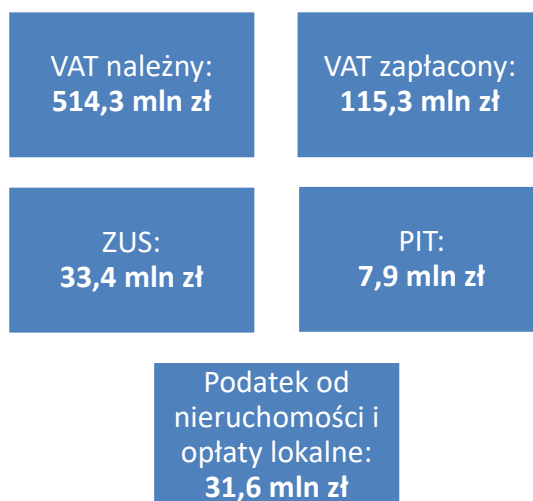 VAT należny:
514,3 mln zł
VAT zapłacony:
115,3 mln zł
ZUS:
33,4 mln zł
PIT:
7,9 mln zł
Podatek od
nieruchomości i
opłaty lokalne:
31,6 mln zł